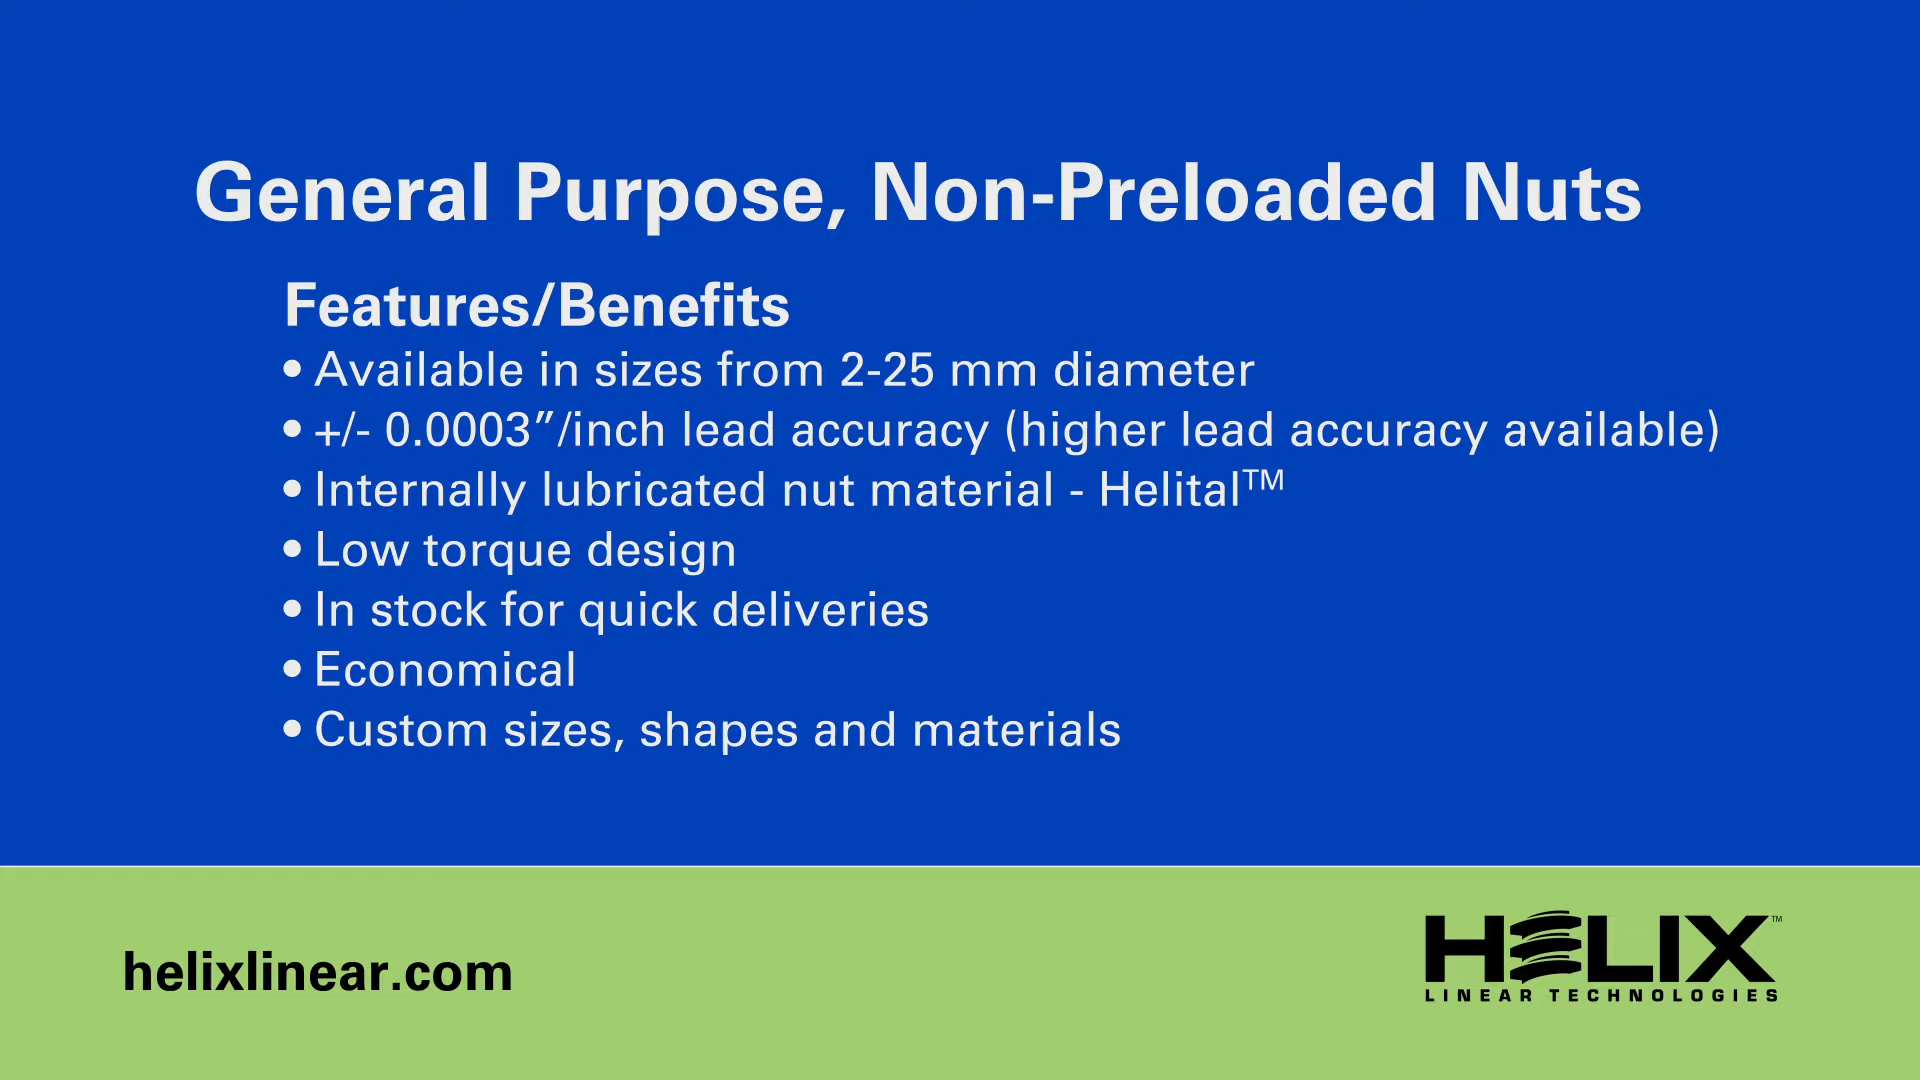 General Purpose, Non-Preloaded Nuts
Features/Benefits
• Available in sizes from 2-25 mm diameter
• +/- 0.0003”/inch lead accuracy (higher lead accuracy available)
• Internally lubricated nut material - Helital™
• Low torque design
• In stock for quick deliveries
• Economical
• Custom sizes, shapes and materials
helixlinear.com
HELIX™
LINEAR TECHNOLOGIES